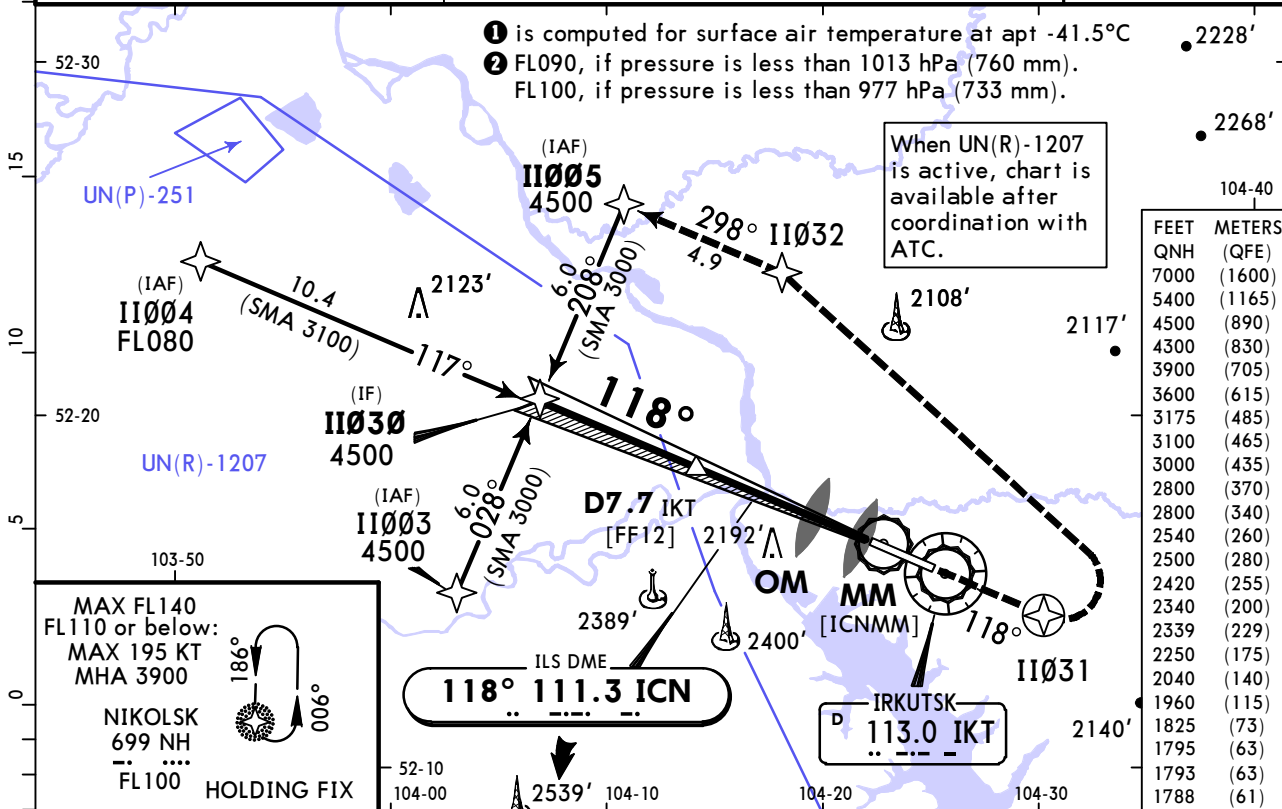 ❶ is computed for surface air temperature at apt -41.5°C
❷ FL090, if pressure is less than 1013 hPa (760 mm).
FL100, if pressure is less than 977 hPa (733 mm).
2228'
52-30
2268'
When UN(R)-1207
is active, chart is
available after
coordination with
ATC.
15
UN(P)-251
(IAF)
IIØØ5
4500
104-40
298° IIØ32
4.9
6.0
208°
(SMA 3000)
(IAF)
IIØØ4
FL080
10.4
(SMA 3100)
117°
2123'
2108'
2117'
10
52-20
(IF)
IIØ3Ø
4500
118°
UN(R)-1207
(IAF)
IIØØ3
4500
6.0
028°
(SMA 3000)
D7.7 IKT
[FF12]
2192'
OM
MM
[ICNMM]
118°
IIØ31
5
103-50
2389'
2400'
ILS DME
118° 111.3 ICN
IRKUTSK
D 113.0 IKT
2140'
0
MAX FL140
FL110 or below:
MAX 195 KT
MHA 3900
186°
006°
NIKOLSK
699 NH
FL100
HOLDING FIX
52-10
104-00
2539'
104-10
104-20
104-30
FEET METERS
QNH (QFE)
7000 (1600)
5400 (1165)
4500 (890)
4300 (830)
3900 (705)
3600 (615)
3175 (485)
3100 (465)
3000 (435)
2800 (370)
2800 (340)
2540 (260)
2500 (280)
2420 (255)
2340 (200)
2339 (229)
2250 (175)
2040 (140)
1960 (115)
1825 (73)
1795 (63)
1793 (63)
1788 (61)